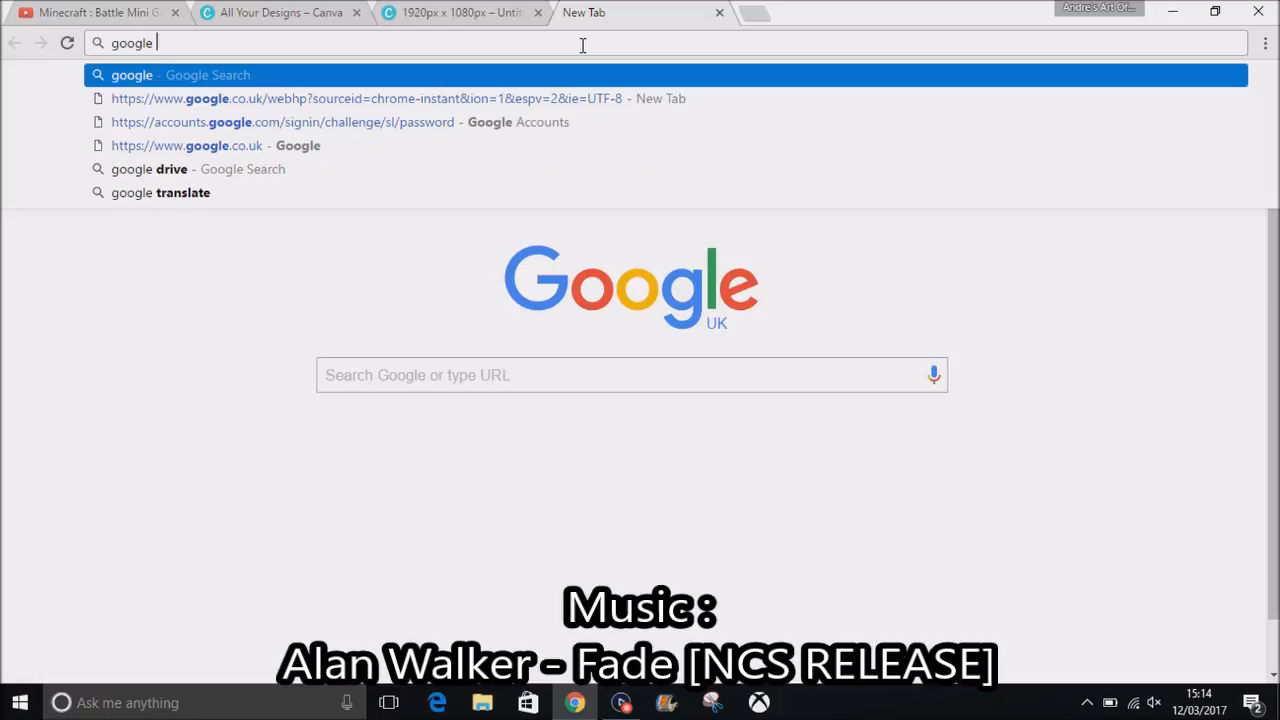 Minecraft : Battle Mini G
All Your Designs – Canva
1920px x 1080px – Unti
New Tab
Andre's Art Of...
google
google - Google Search
https://www.google.co.uk/webhp?sourceid=chrome-instant&ion=1&espv=2&ie=UTF-8 - New Tab
https://accounts.google.com/signin/challenge/sl/password - Google Accounts
https://www.google.co.uk - Google
google drive - Google Search
google translate
Google
UK
Search Google or type URL
Music :
Alan Walker - Fade [NCS RELEASE]
Ask me anything
15:14
12/03/2017
2